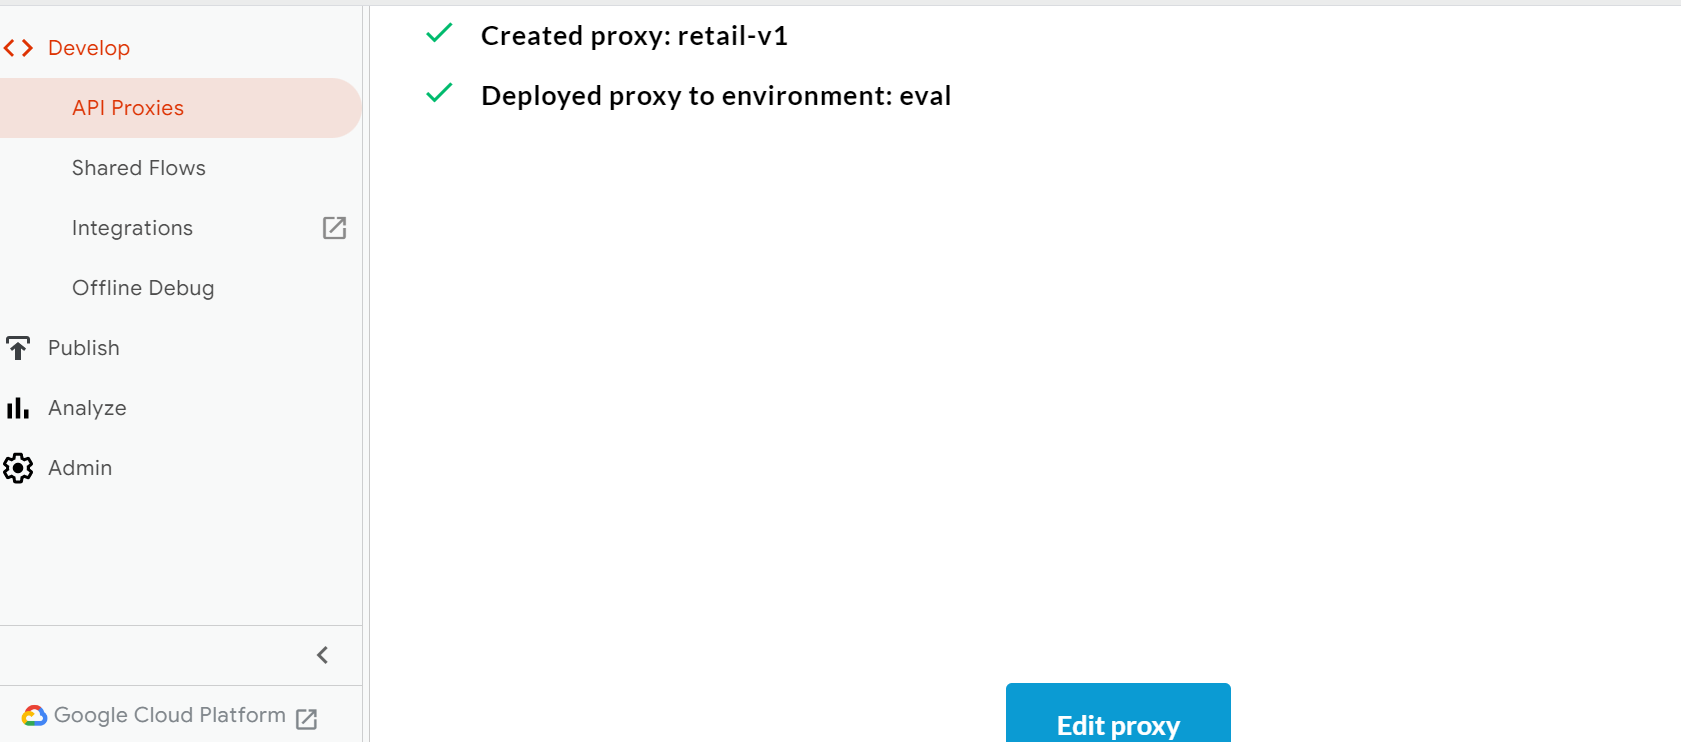 Develop
API Proxies
Shared Flows
Integrations
Offline Debug
Publish
Analyze
Admin
Google Cloud Platform
Created proxy: retail-v1
Deployed proxy to environment: eval
Edit proxy